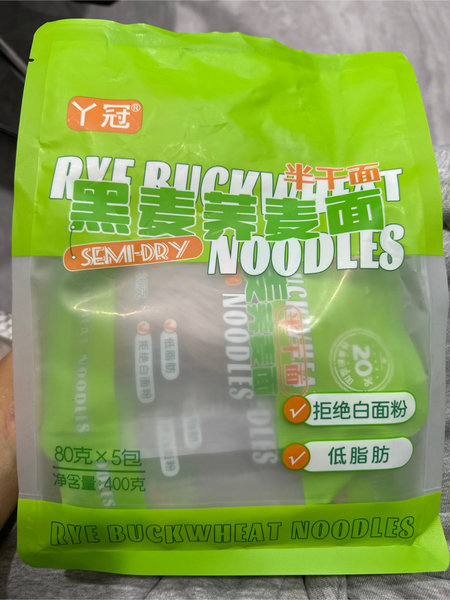 丫冠®
RYE BUCKWHEAT
半干面
黑麦荞麦面
SEMI-DRY
NOODLES
20%
拒绝白面粉
低脂肪
80克×5包
净含量:400克
RYE BUCKWHEAT NOODLES